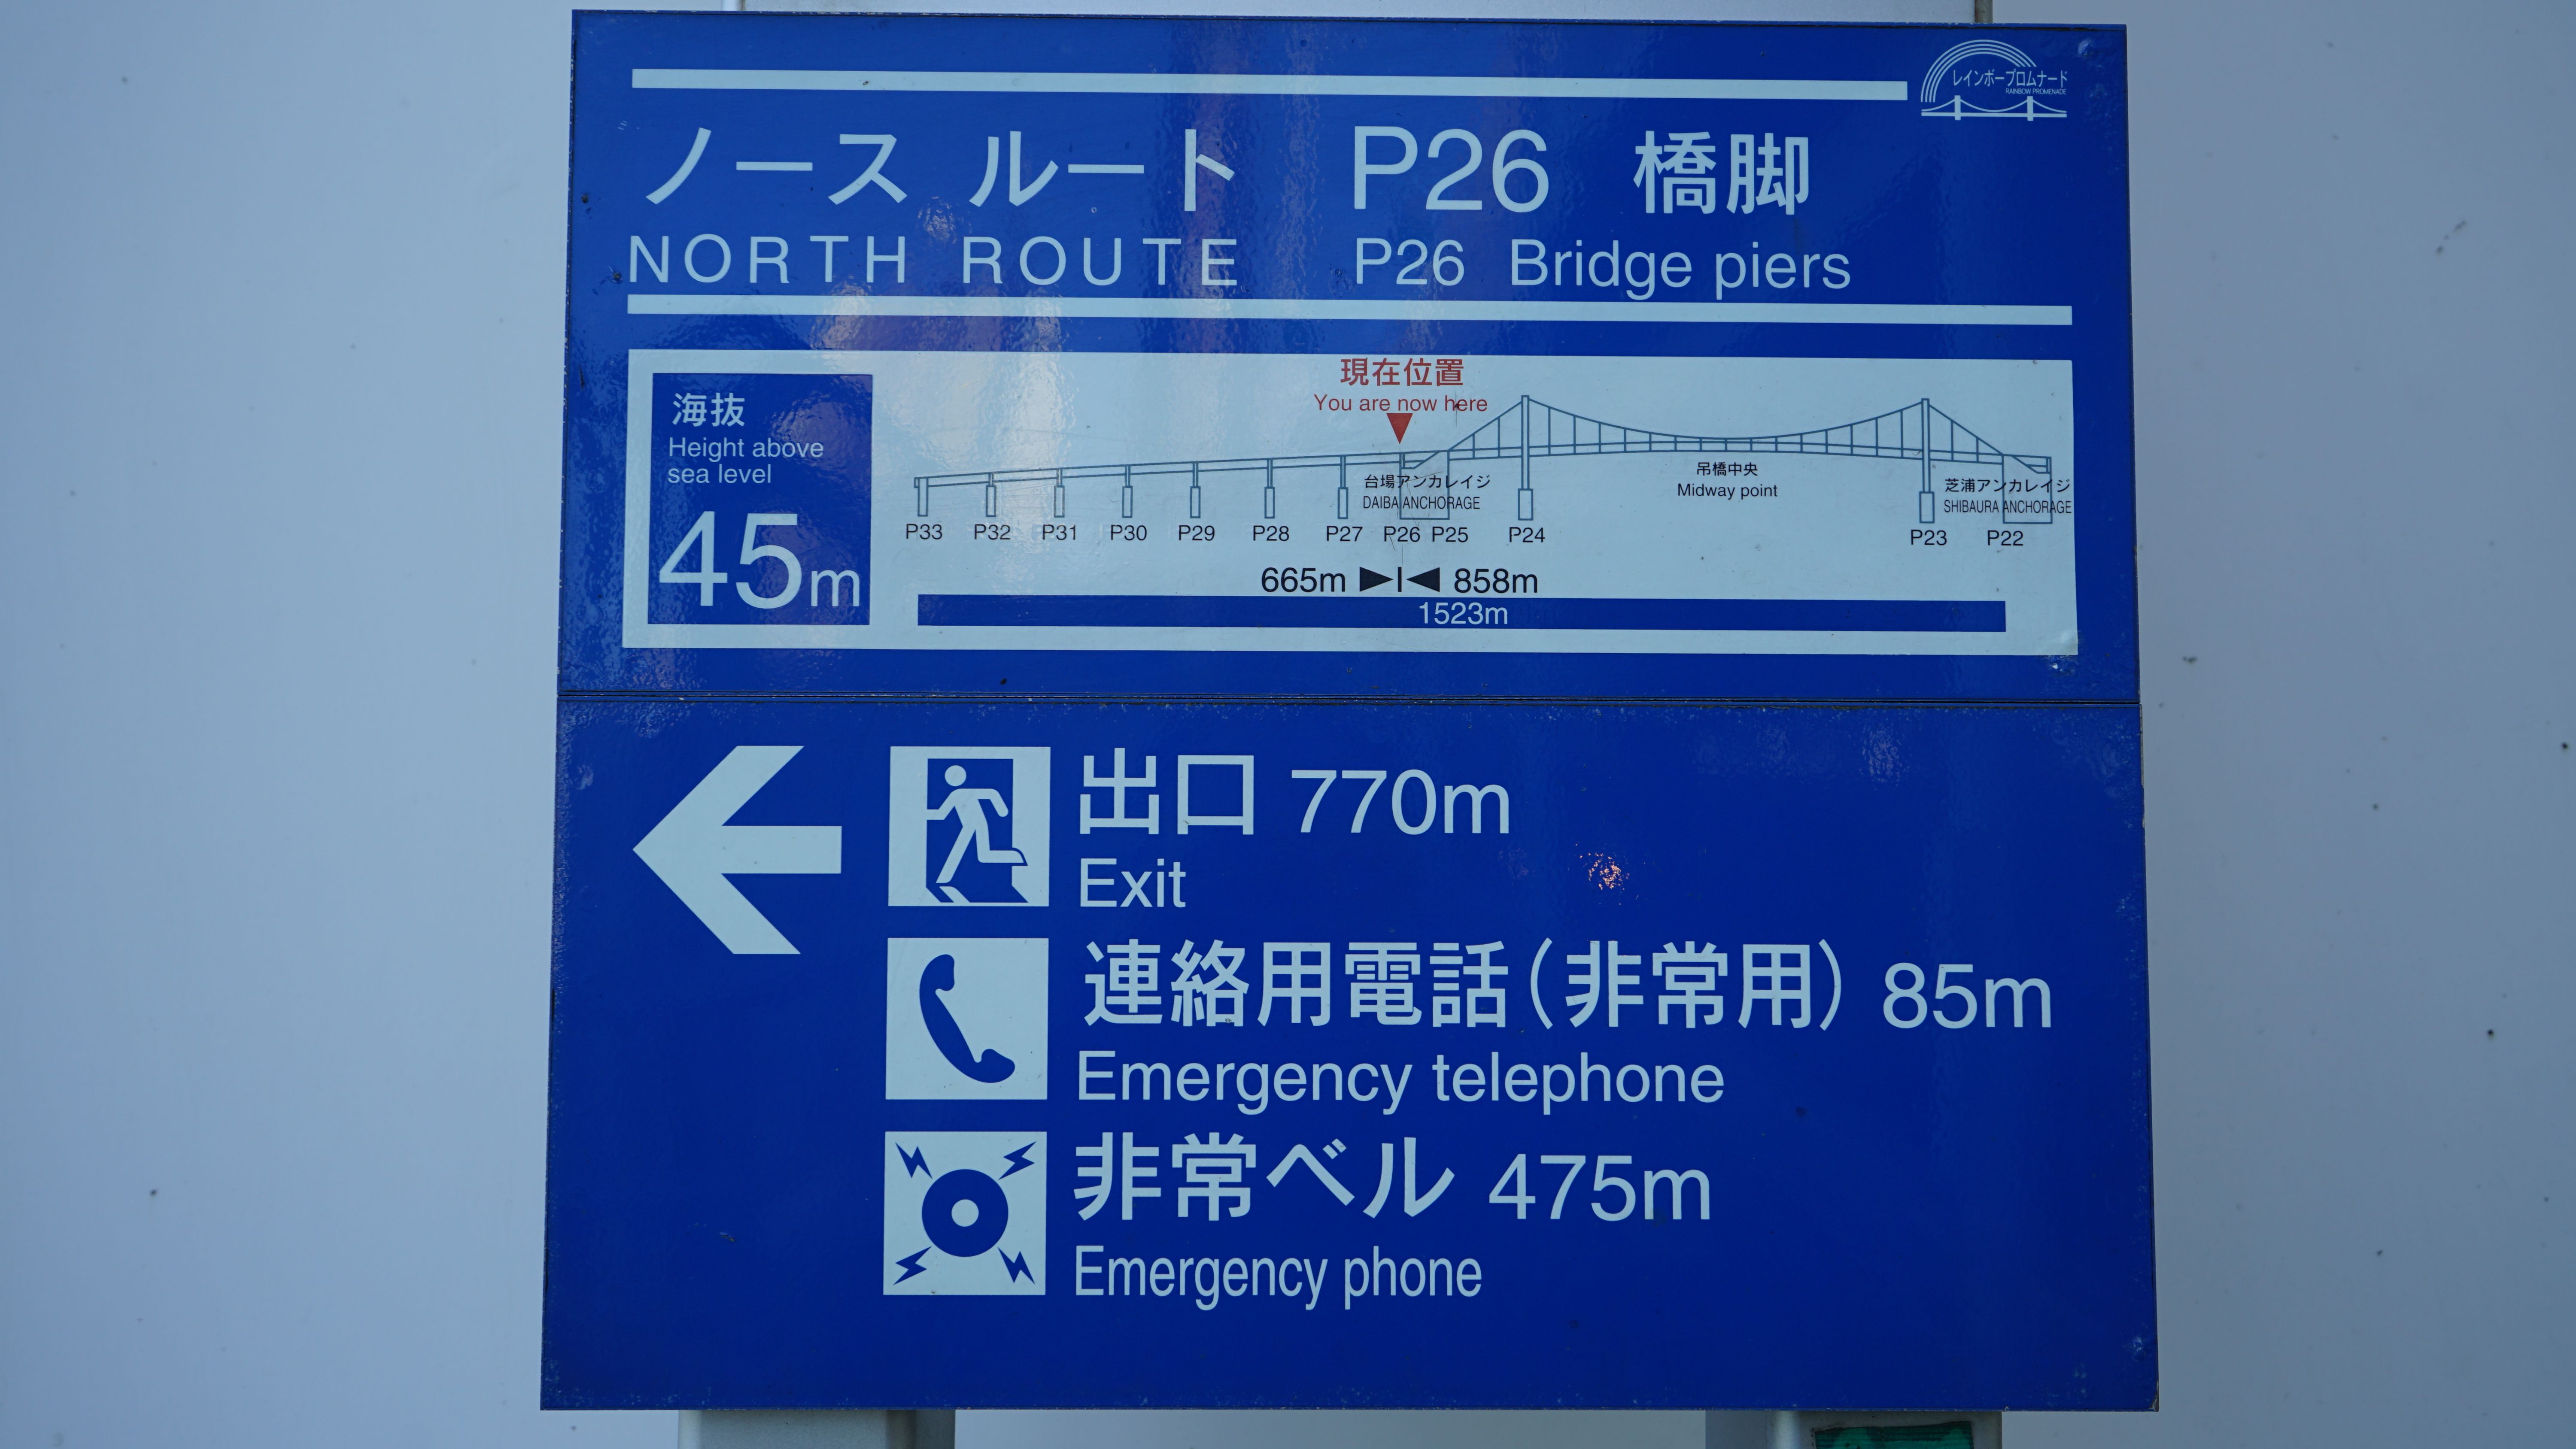 レインボープロムナード
RAINBOW PROMENADE
ノース ルート P26 橋脚
NORTH ROUTE P26 Bridge piers
海抜
Height above
sea level
45m
現在位置
You are now here
台場アンカレイジ
DAIBA ANCHORAGE
吊橋中央
Midway point
芝浦アンカレイジ
SHIBAURA ANCHORAGE
P33 P32 P31 P30 P29 P28 P27 P26 P25 P24 P23 P22
665m 858m
1523m
出口 770m
Exit
連絡用電話(非常用) 85m
Emergency telephone
非常ベル 475m
Emergency phone